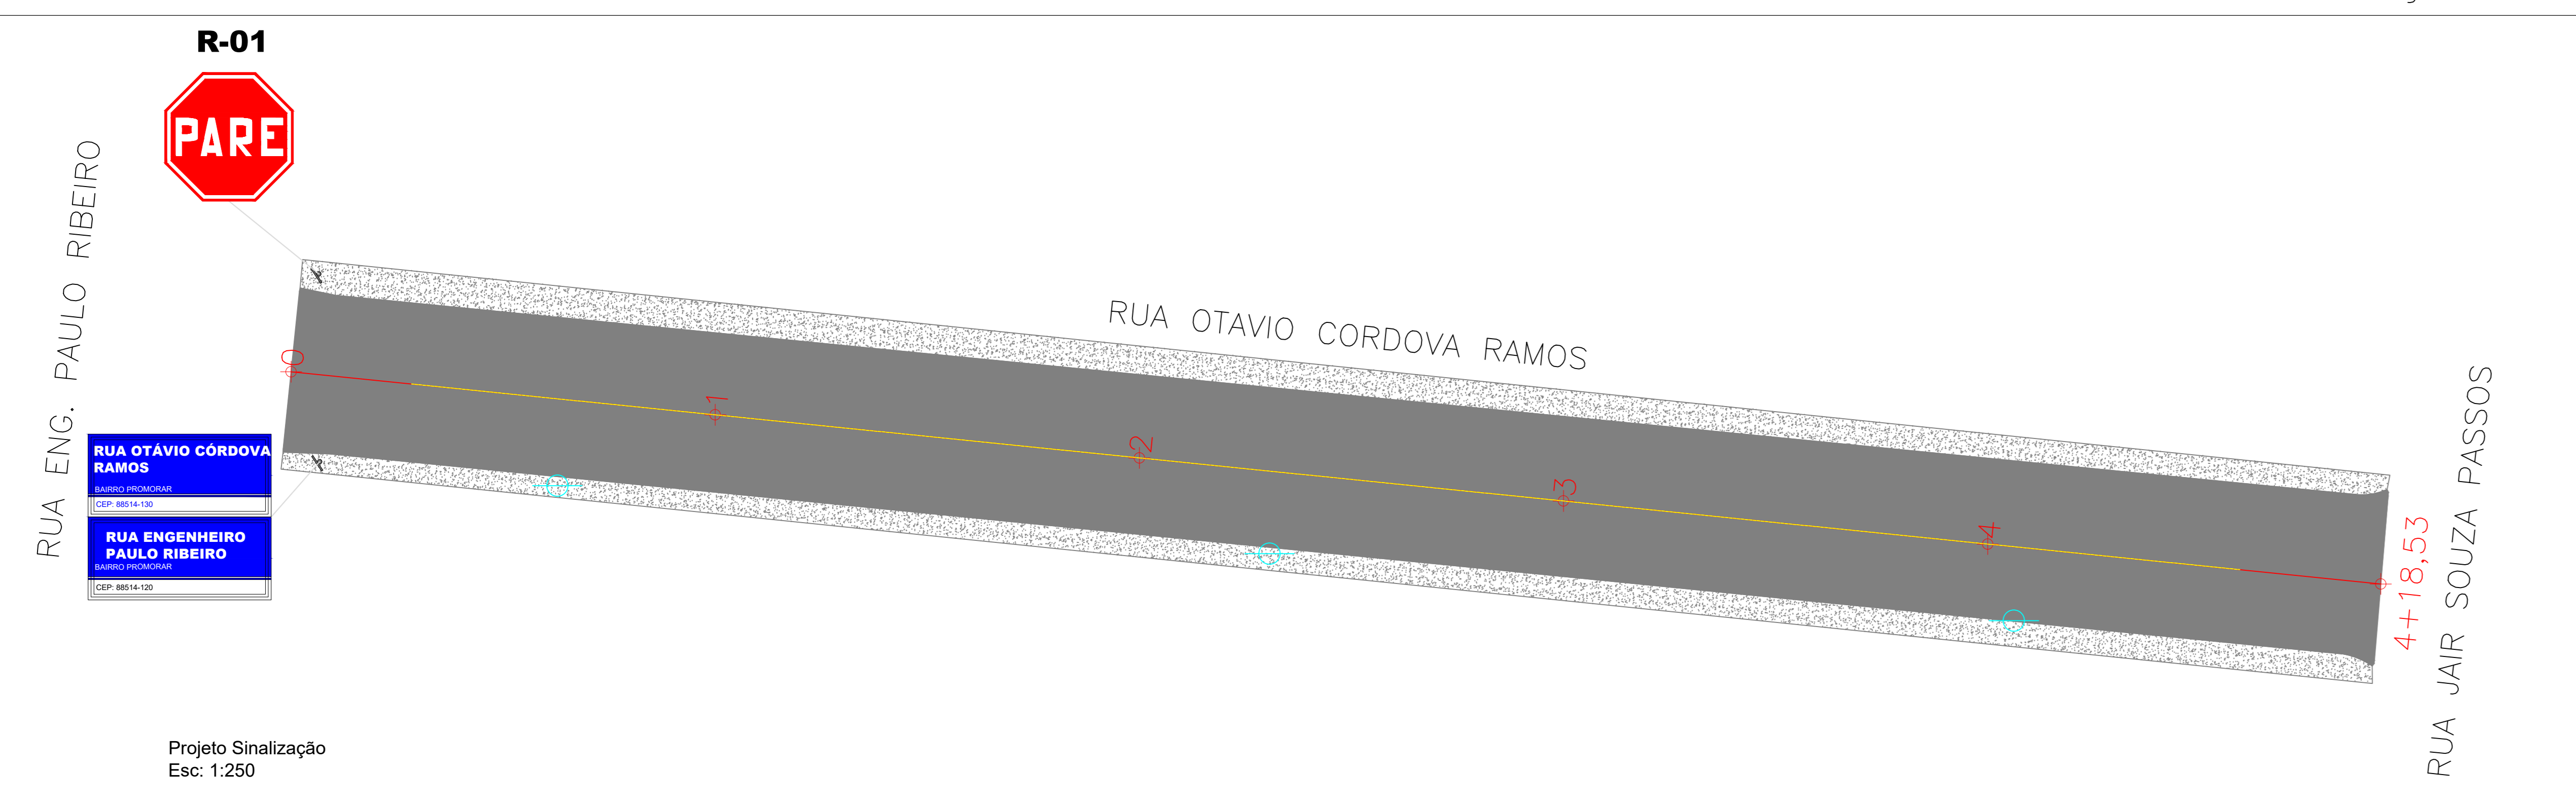 R-01
PARE
RUA ENG. PAULO RIBEIRO
RUA OTAVIO CORDOVA RAMOS
0
1
2
3
4
4+18,53
RUA JAIR SOUZA PASSOS
RUA OTÁVIO CÓRDOVA
RAMOS
BAIRRO PROMORAR
CEP: 88514-130
RUA ENGENHEIRO
PAULO RIBEIRO
BAIRRO PROMORAR
CEP: 88514-120
Projeto Sinalização
Esc: 1:250